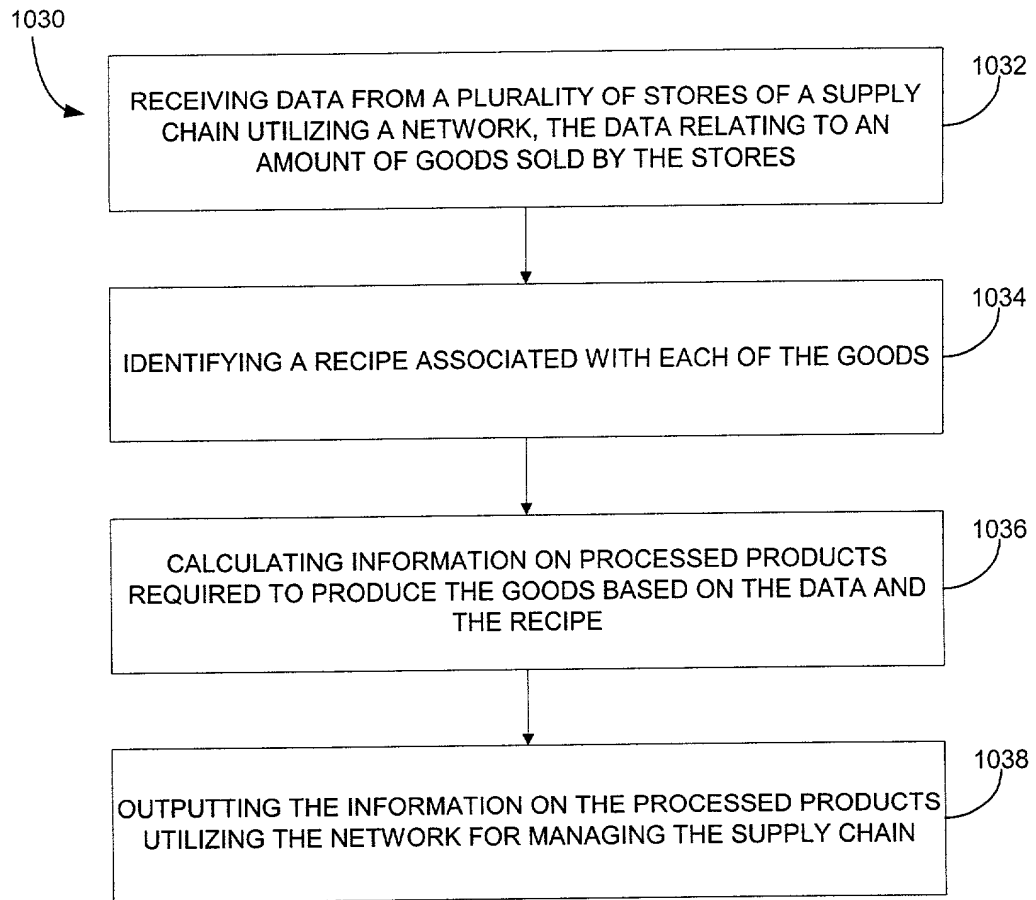 1030
1032
RECEIVING DATA FROM A PLURALITY OF STORES OF A SUPPLY
CHAIN UTILIZING A NETWORK, THE DATA RELATING TO AN
AMOUNT OF GOODS SOLD BY THE STORES
1034
IDENTIFYING A RECIPE ASSOCIATED WITH EACH OF THE GOODS
1036
CALCULATING INFORMATION ON PROCESSED PRODUCTS
REQUIRED TO PRODUCE THE GOODS BASED ON THE DATA AND
THE RECIPE
1038
OUTPUTTING THE INFORMATION ON THE PROCESSED PRODUCTS
UTILIZING THE NETWORK FOR MANAGING THE SUPPLY CHAIN